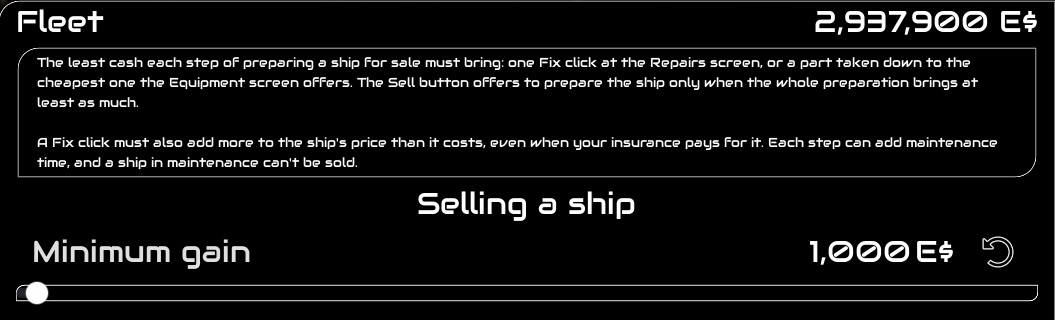 Fleet
2,937,900 E$
The least cash each step of preparing a ship for sale must bring: one Fix click at the Repairs screen, or a part taken down to the
cheapest one the Equipment screen offers. The Sell button offers to prepare the ship only when the whole preparation brings at
least as much.
A Fix click must also add more to the ship's price than it costs, even when your insurance pays for it. Each step can add maintenance
time, and a ship in maintenance can't be sold.
Selling a ship
Minimum gain
1,000 E$